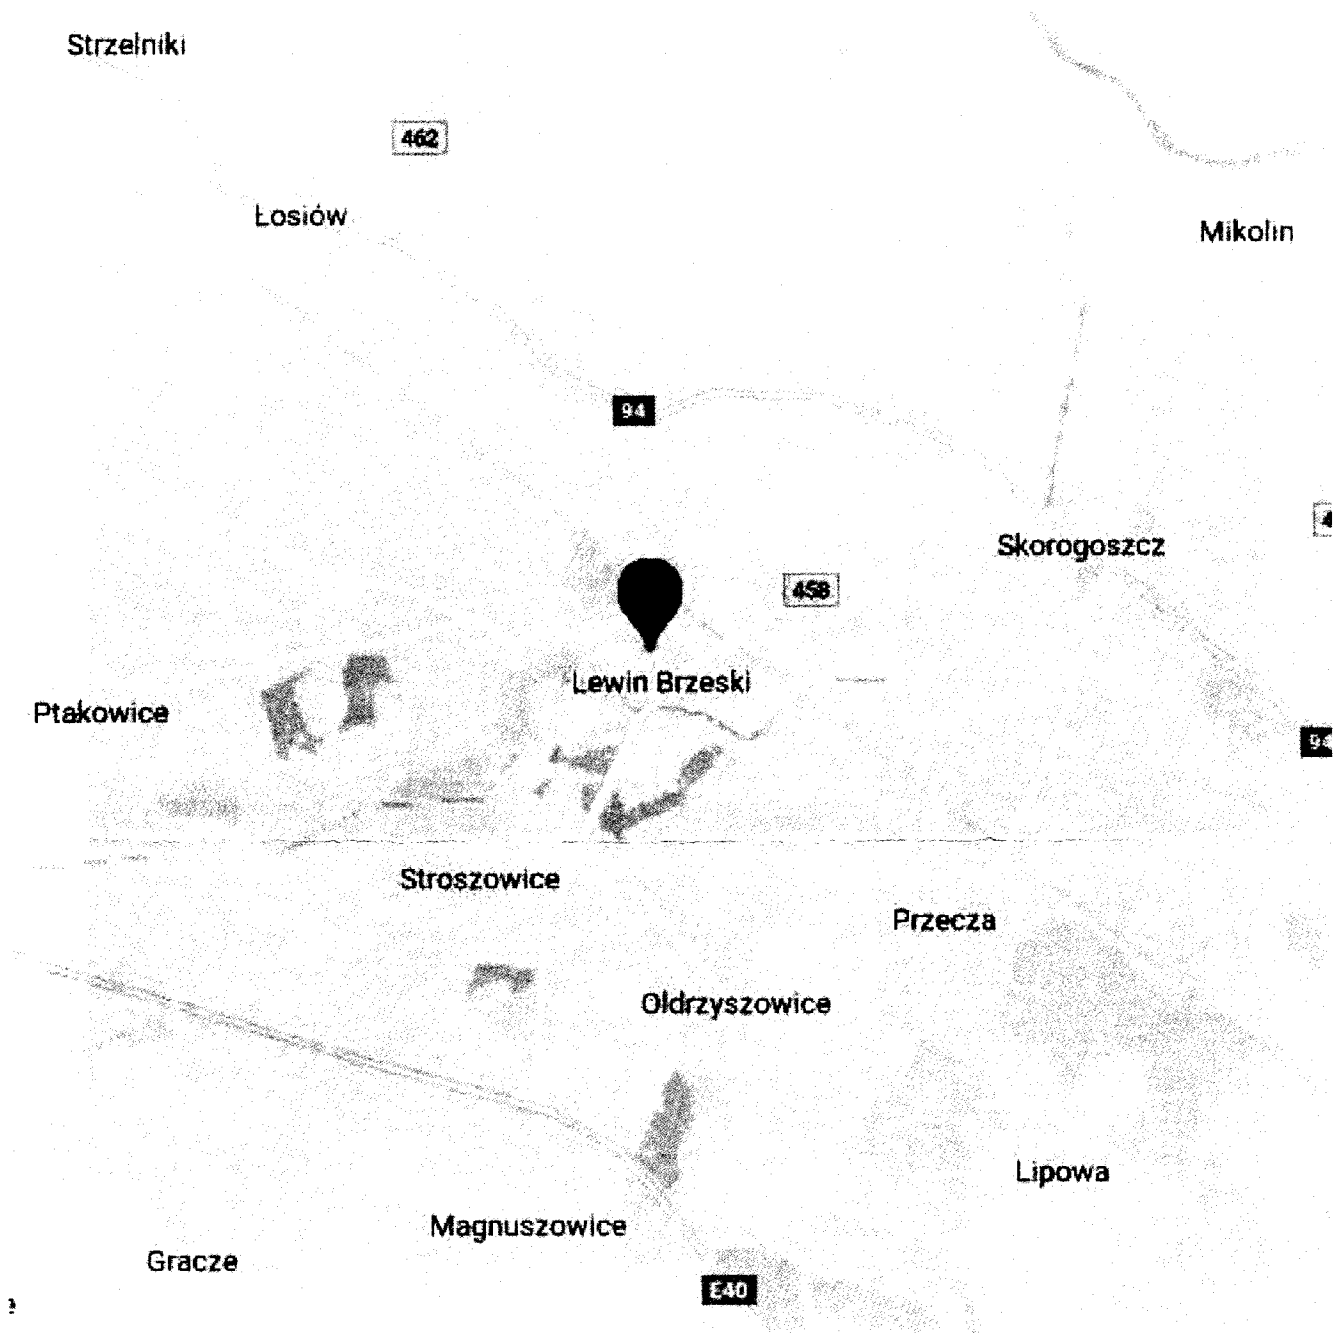 Strzelniki
462
Łosiów
Mikolin
94
Skorogoszcz
458
Lewin Brzeski
Ptakowice
Stroszowice
Przecza
Oldrzyszowice
Lipowa
Magnuszowice
Gracze
E40